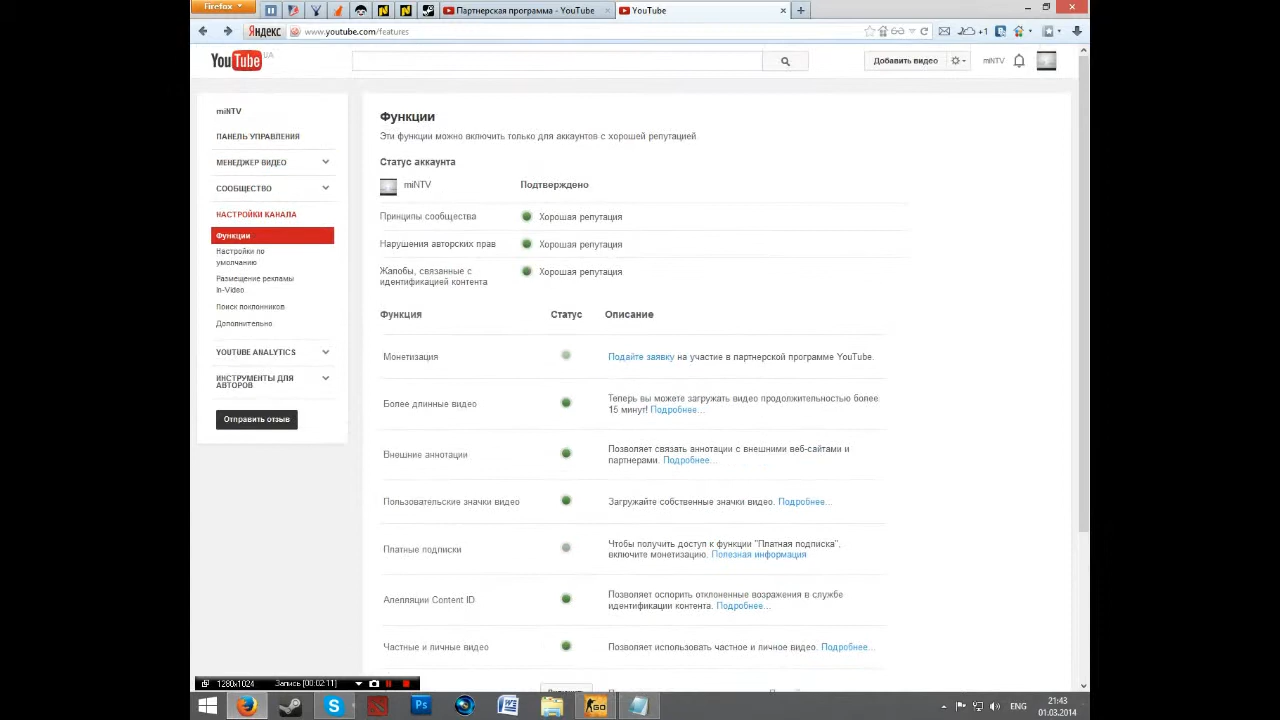 Firefox
Партнерская программа - YouTube
YouTube
Яндекс
www.youtube.com/features
+1
YouTube UA
Добавить видео
miNTV
miNTV
ПАНЕЛЬ УПРАВЛЕНИЯ
МЕНЕДЖЕР ВИДЕО
СООБЩЕСТВО
НАСТРОЙКИ КАНАЛА
Функции
Настройки по
умолчанию
Размещение рекламы
In-Video
Поиск поклонников
Дополнительно
YOUTUBE ANALYTICS
ИНСТРУМЕНТЫ ДЛЯ
АВТОРОВ
Отправить отзыв
Функции
Эти функции можно включить только для аккаунтов с хорошей репутацией
Статус аккаунта
miNTV Подтверждено
Принципы сообщества Хорошая репутация
Нарушения авторских прав Хорошая репутация
Жалобы, связанные с
идентификацией контента Хорошая репутация
Функция Статус Описание
Монетизация Подайте заявку на участие в партнерской программе YouTube.
Более длинные видео Теперь вы можете загружать видео продолжительностью более
15 минут! Подробнее...
Внешние аннотации Позволяет связать аннотации с внешними веб-сайтами и
партнерами. Подробнее...
Пользовательские значки видео Загружайте собственные значки видео. Подробнее...
Платные подписки Чтобы получить доступ к функции "Платная подписка",
включите монетизацию. Полезная информация
Апелляции Content ID Позволяет оспорить отклоненные возражения в службе
идентификации контента. Подробнее...
Частные и личные видео Позволяет использовать частное и личное видео. Подробнее...
1280x1024 Запись [00:02:11]
GO
ENG
21:43
01.03.2014